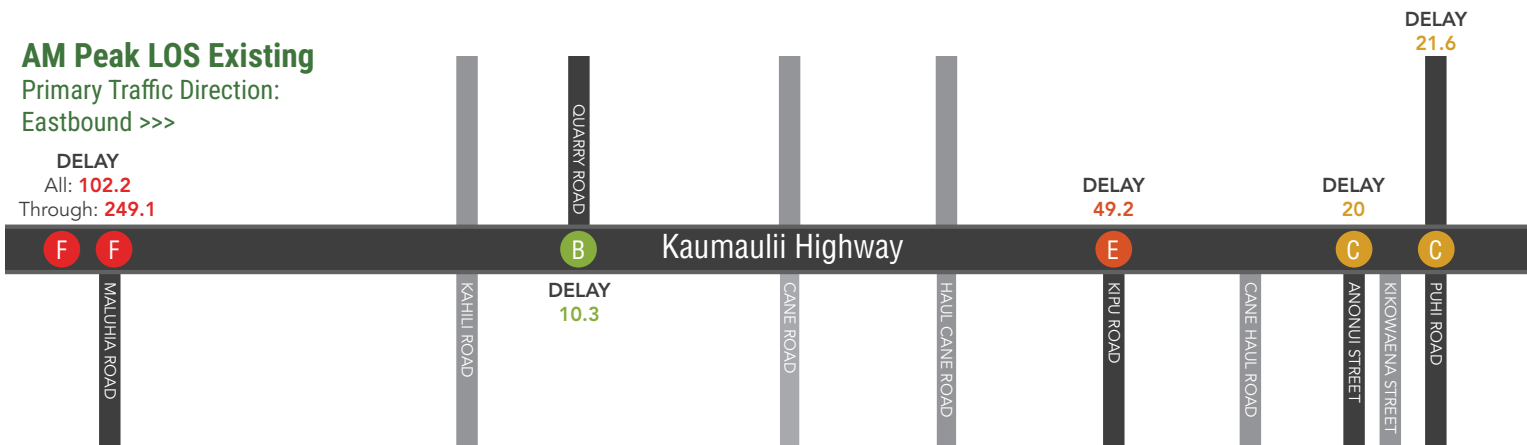 AM Peak LOS Existing
Primary Traffic Direction:
Eastbound >>>
DELAY
All: 102.2
Through: 249.1
F
F
MALUHIA ROAD
KAHILI ROAD
QUARRY ROAD
B
DELAY
10.3
Kaumaulii Highway
CANE ROAD
HAUL CANE ROAD
DELAY
49.2
E
KIPU ROAD
CANE HAUL ROAD
DELAY
20
C
ANONUI STREET
KIKOWAENA STREET
DELAY
21.6
C
PUHI ROAD